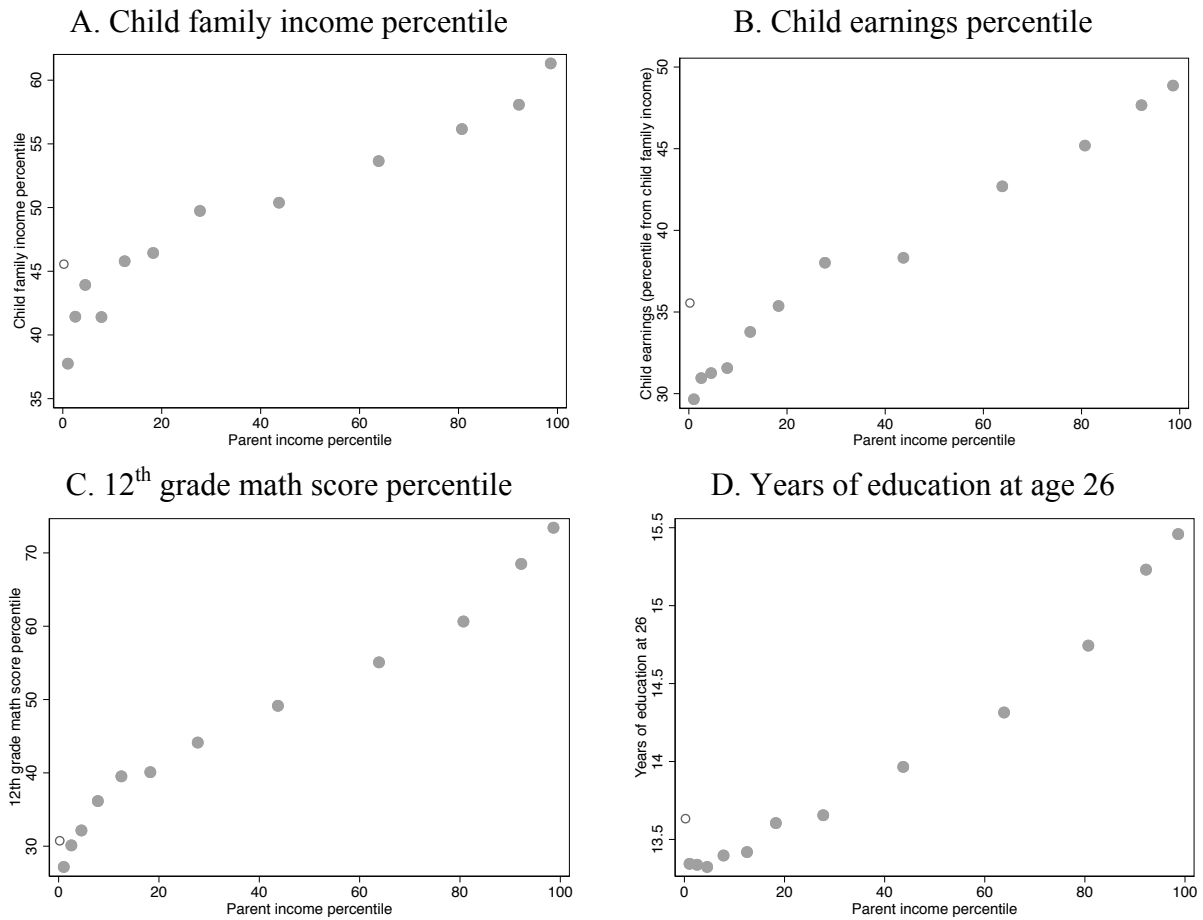 A. Child family income percentile
Child family income percentile
60
55
50
45
40
35
0 20 40 60 80 100
Parent income percentile
B. Child earnings percentile
Child earnings (percentile from child family income)
50
45
40
35
30
0 20 40 60 80 100
Parent income percentile
C. 12th grade math score percentile
12th grade math score percentile
70
60
50
40
30
0 20 40 60 80 100
Parent income percentile
D. Years of education at age 26
Years of education at 26
15.5
15
14.5
14
13.5
0 20 40 60 80 100
Parent income percentile